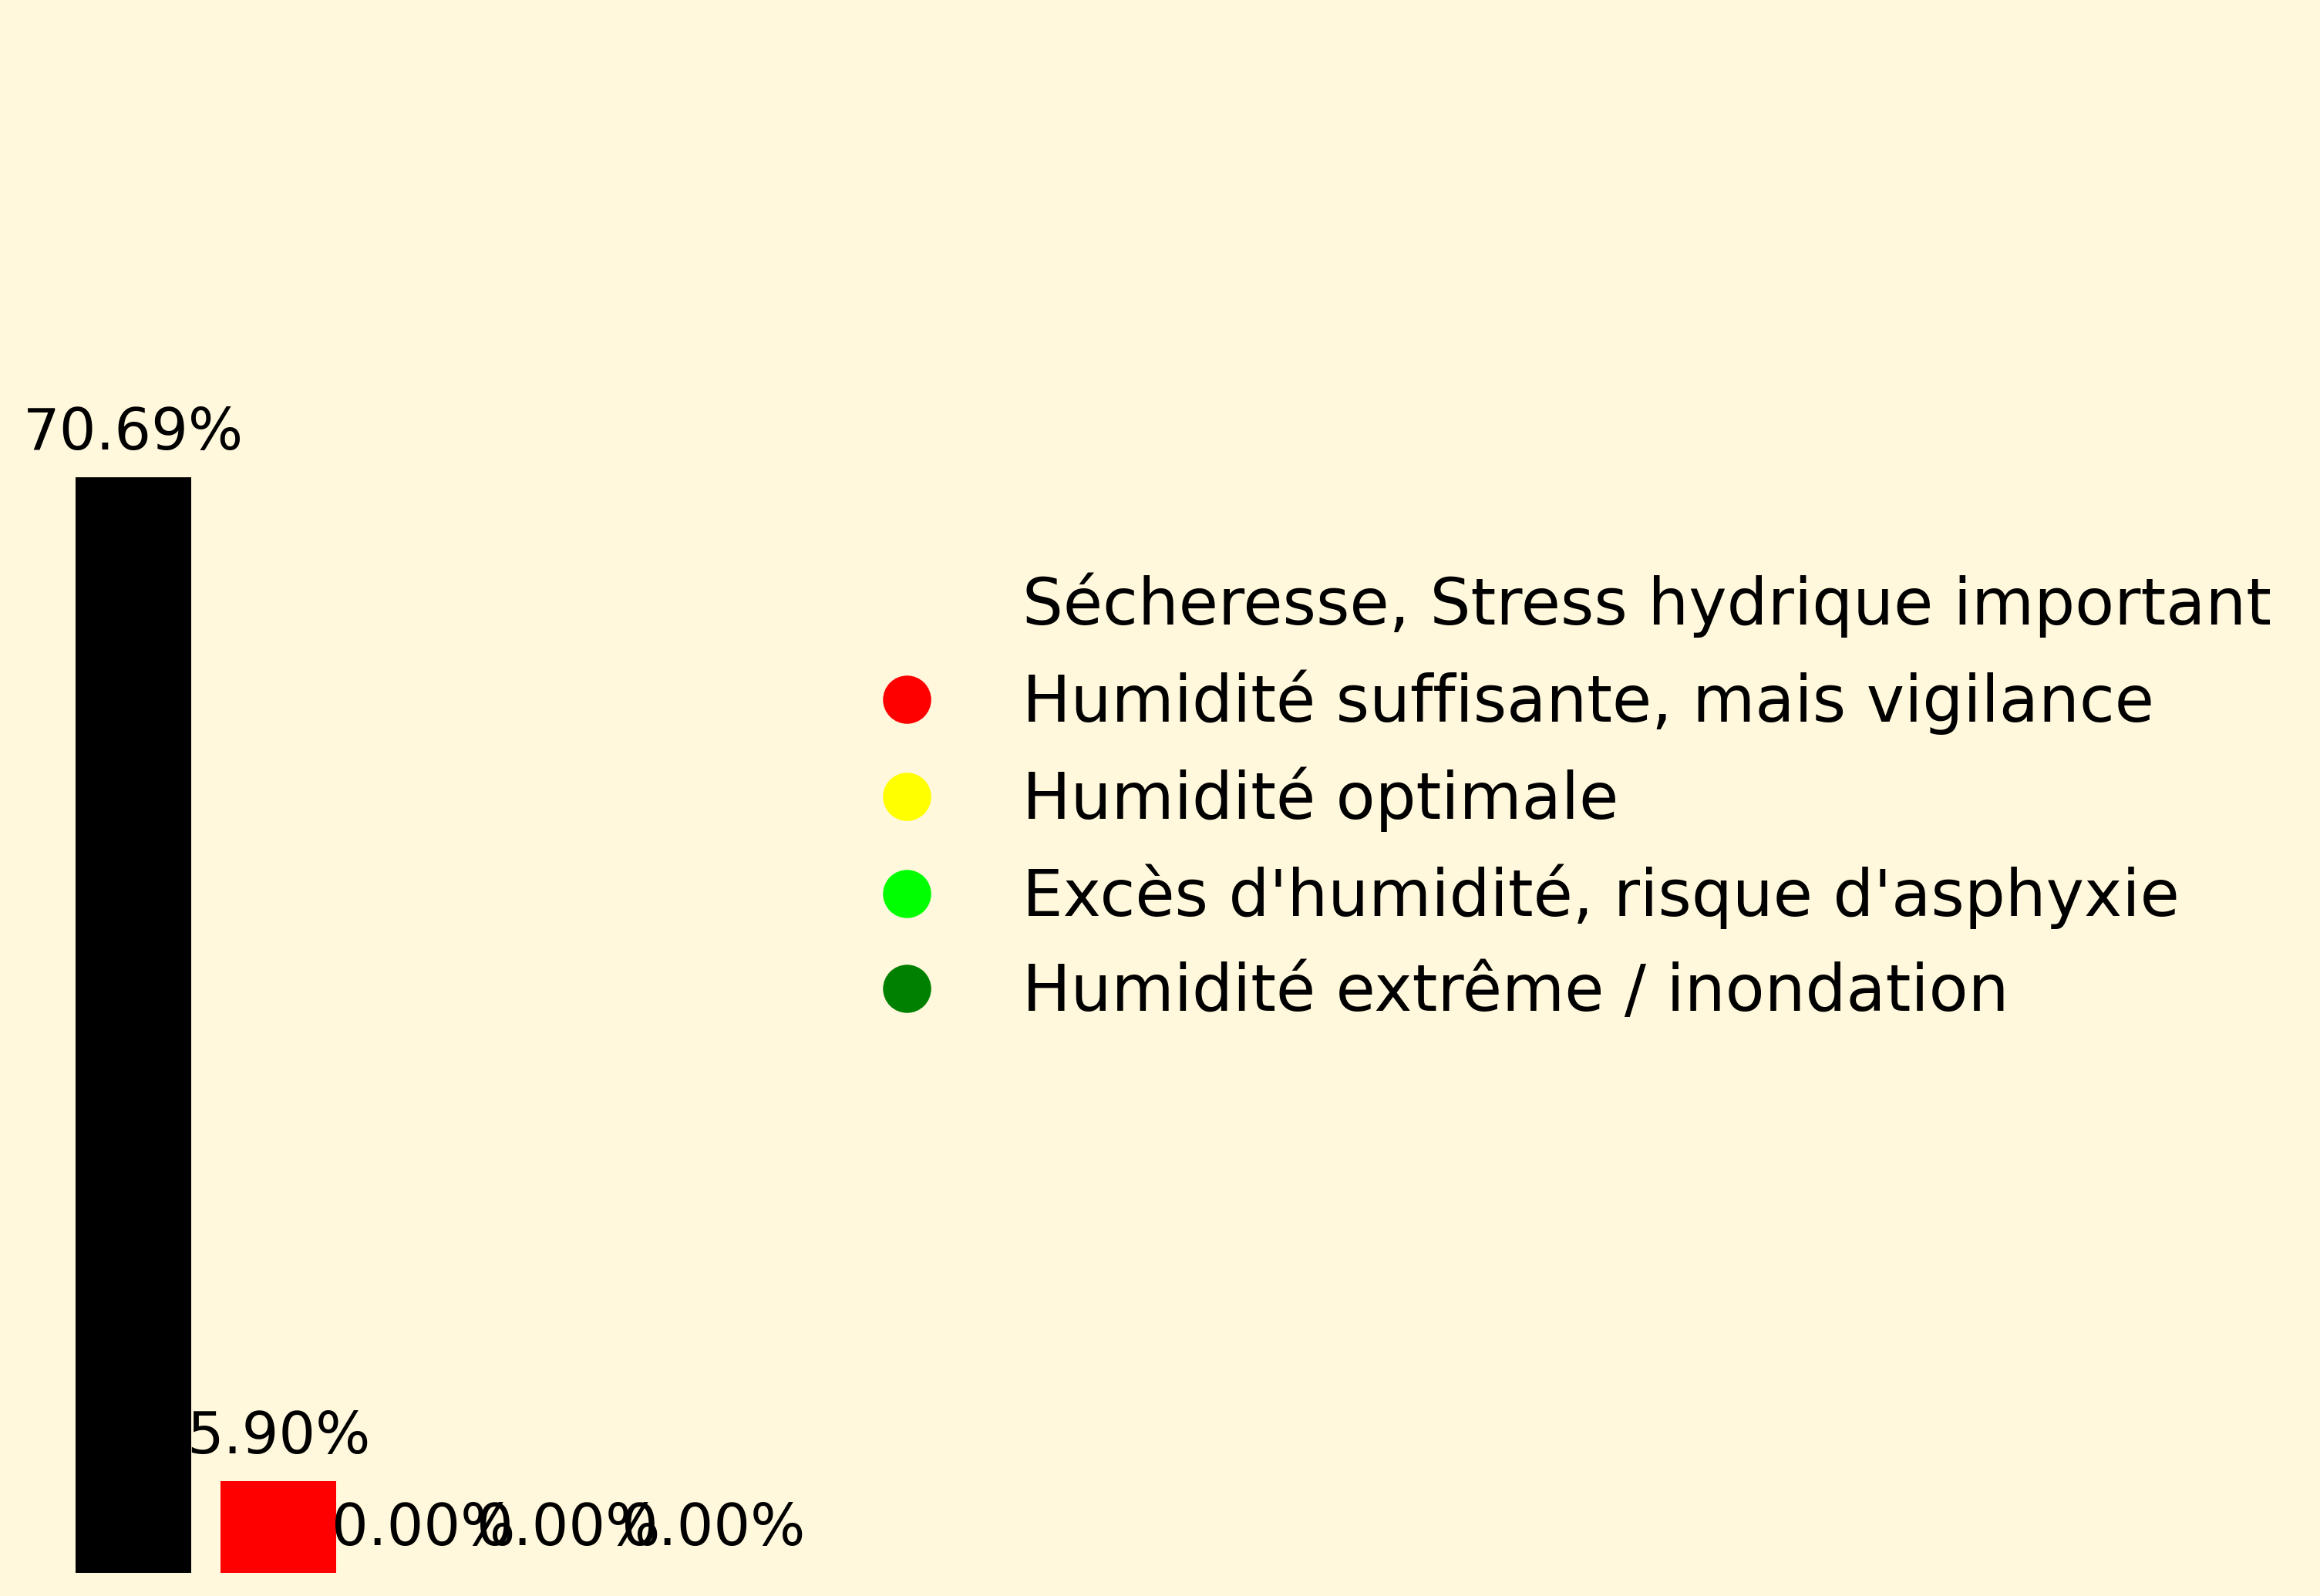 70.69%
Sécheresse, Stress hydrique important
Humidité suffisante, mais vigilance
Humidité optimale
Excès d'humidité, risque d'asphyxie
Humidité extrême / inondation
5.90%
0.00% 0.00% 0.00%